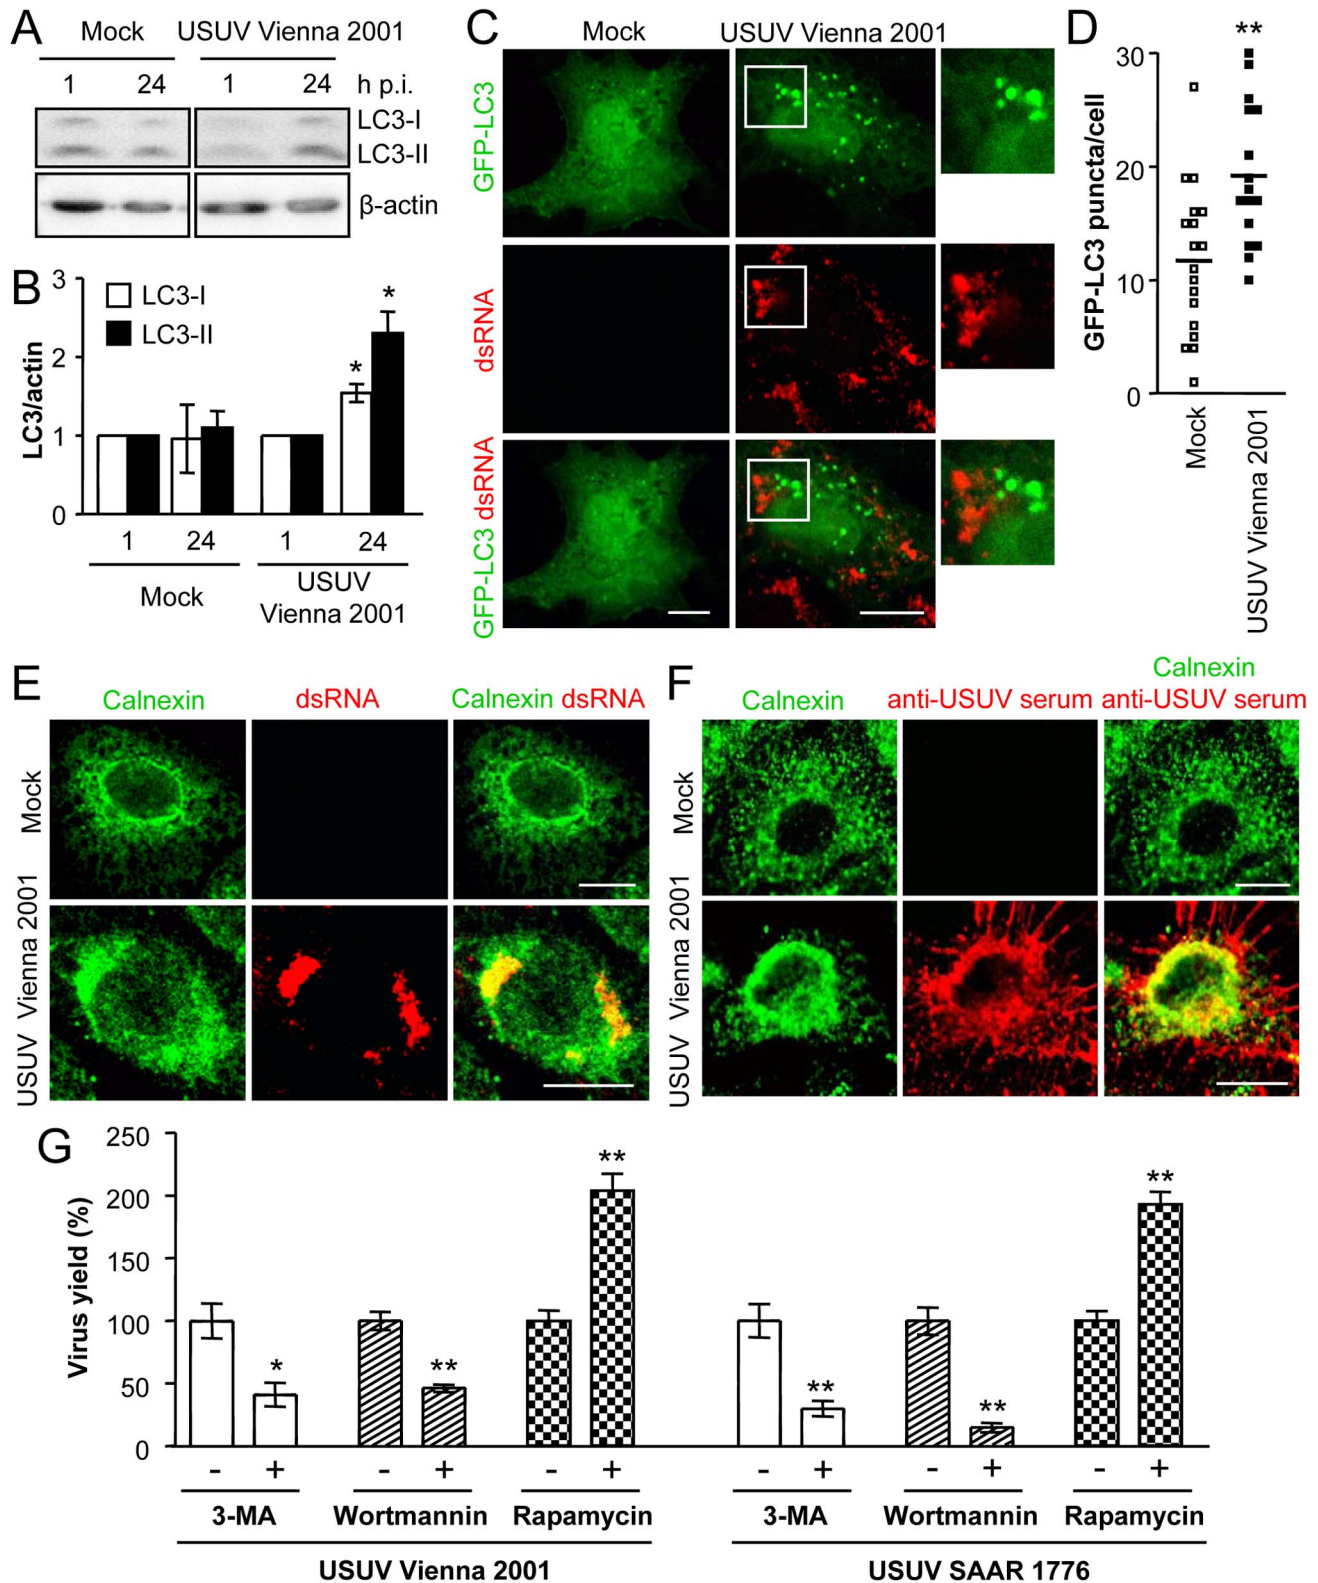 A
Mock
USUV Vienna 2001
1
24
1
24
h p.i.
LC3-I
LC3-II
β-actin
B
LC3/actin
3
2
1
0
LC3-I
LC3-II
*
*
1
24
1
24
Mock
USUV
Vienna 2001
C
Mock
USUV Vienna 2001
GFP-LC3
dsRNA
GFP-LC3 dsRNA
D
**
GFP-LC3 puncta/cell
30
20
10
0
Mock
USUV Vienna 2001
E
Calnexin
dsRNA
Calnexin dsRNA
Mock
USUV Vienna 2001
F
Calnexin
anti-USUV serum
Calnexin
anti-USUV serum
Mock
USUV Vienna 2001
G
Virus yield (%)
250
200
150
100
50
0
*
**
**
**
**
**
-
+
-
+
-
+
-
+
-
+
-
+
3-MA
Wortmannin
Rapamycin
3-MA
Wortmannin
Rapamycin
USUV Vienna 2001
USUV SAAR 1776